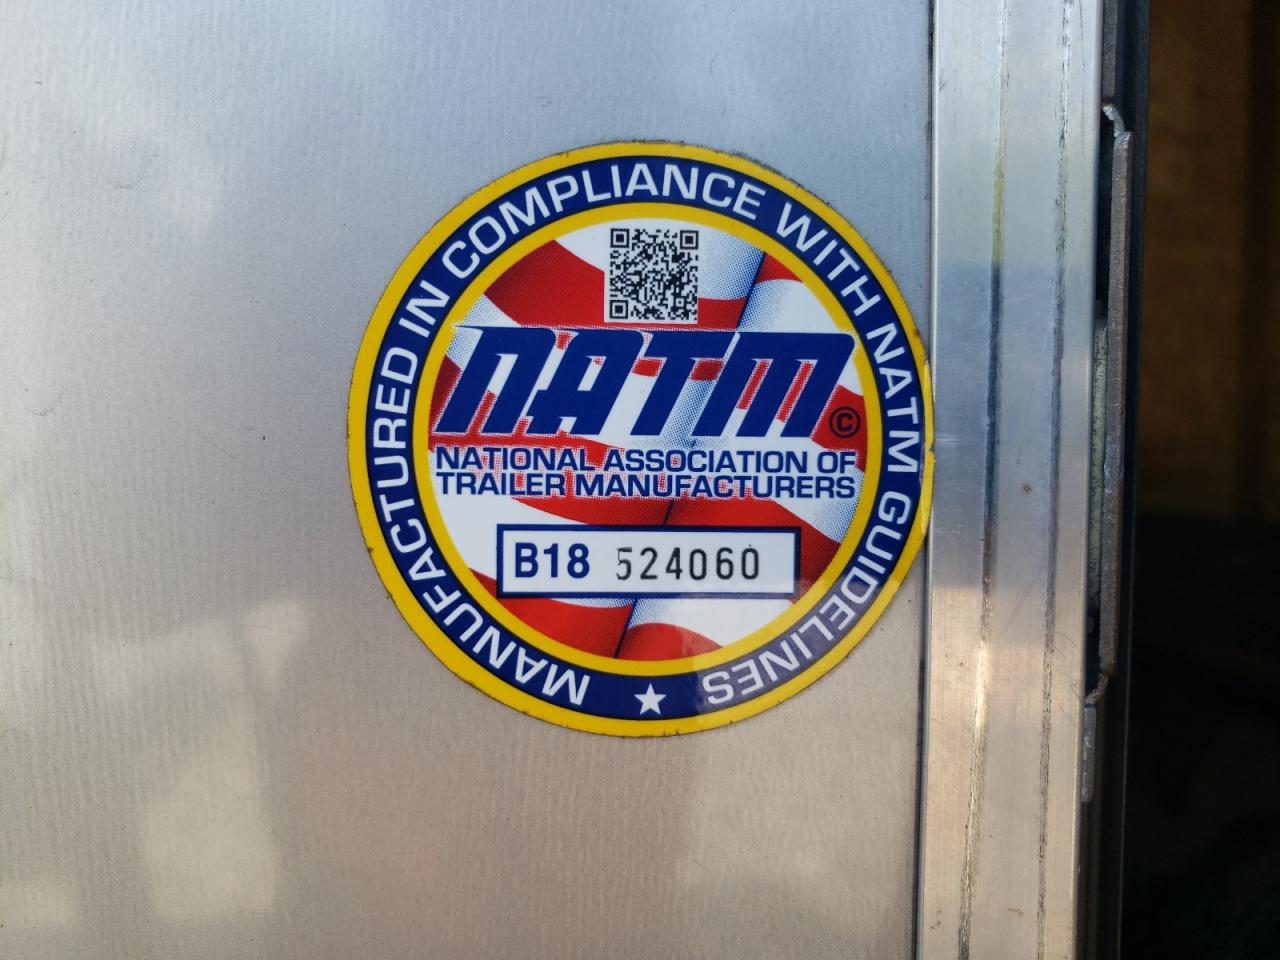 MANUFACTURED IN COMPLIANCE WITH NATM GUIDELINES
NATM ©
NATIONAL ASSOCIATION OF
TRAILER MANUFACTURERS
B18 524060